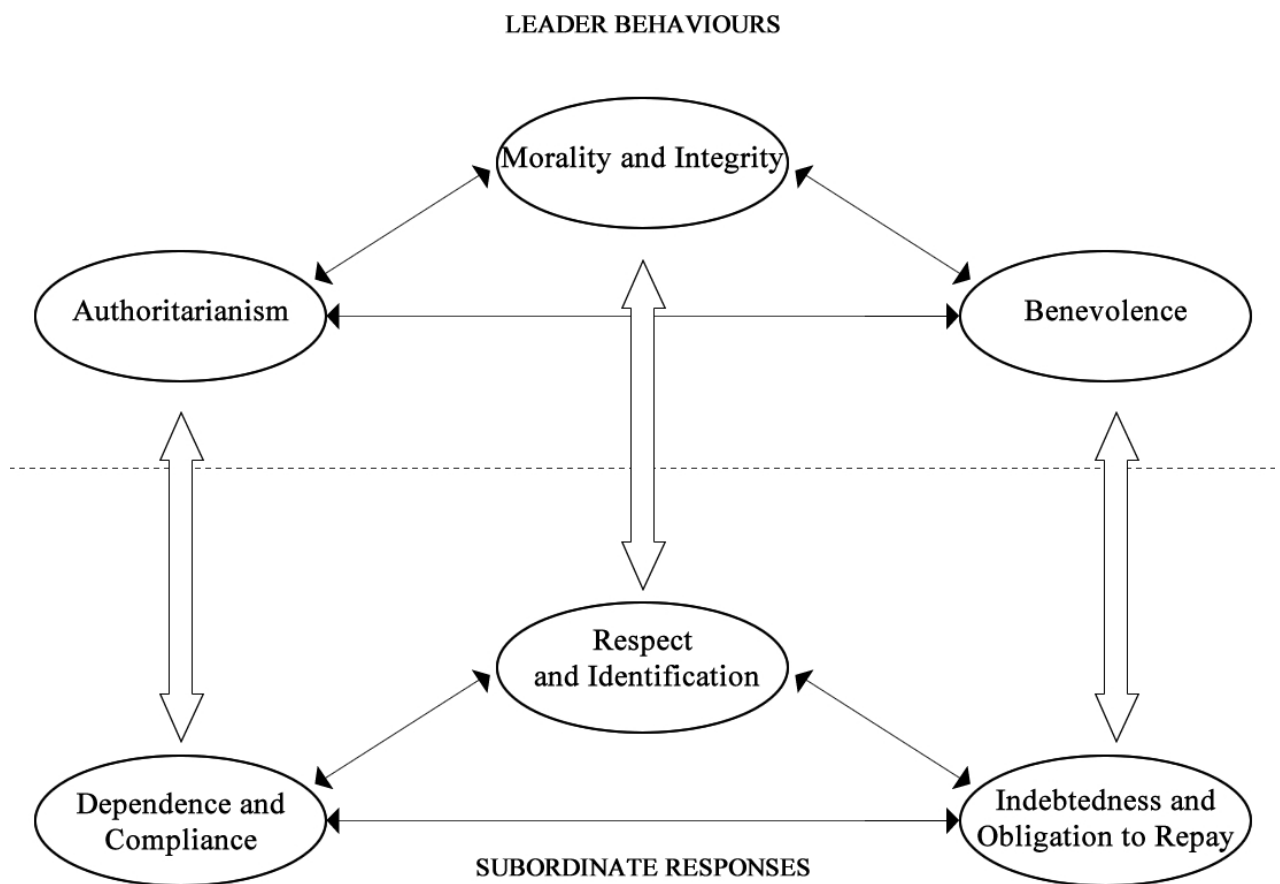 LEADER BEHAVIOURS
Morality and Integrity
Authoritarianism
Benevolence
Respect
and Identification
Dependence and
Compliance
Indebtedness and
Obligation to Repay
SUBORDINATE RESPONSES